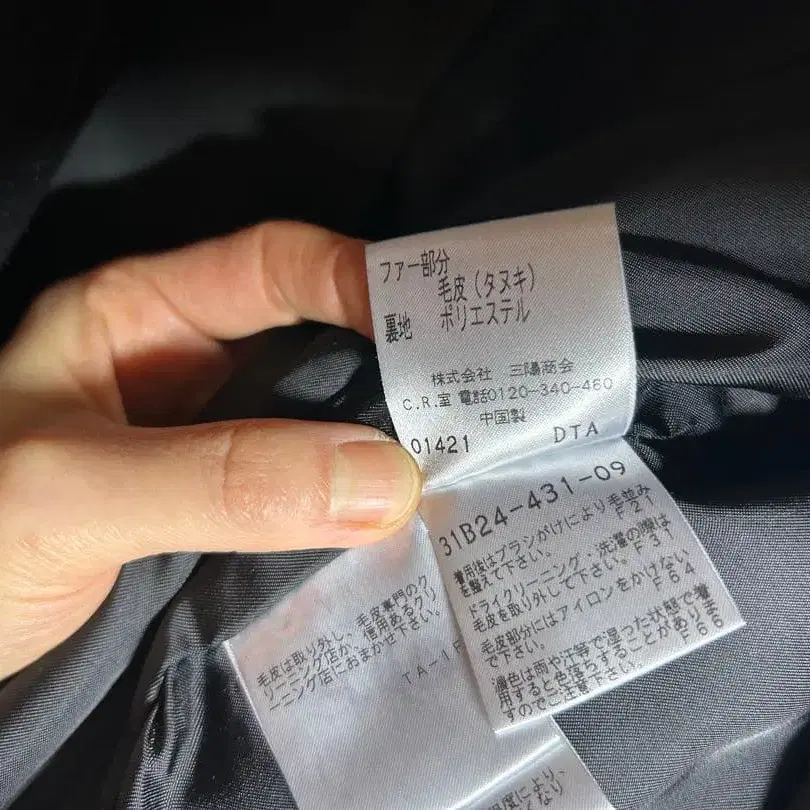 ファー部分
毛皮(タヌキ)
裏地 ポリエステル
株式会社 三陽商会
C.R.室 電話0120-340-460
中国製
01421 DTA
31B24-431-09
着用後はブラシがけにより毛並み
を整えて下さい。 F21
ドライクリーニング・洗濯の際は
毛皮を取り外して下さい。 F31
毛皮部分にはアイロンをかけない
で下さい。 F64
濃色は雨や汗等で湿った状態で着
用すると色落ちすることがありま
すのでご注意下さい。 F66
毛皮は取り外し、毛皮専門のク
リーニング店か、信用あるクリ
ーニング店におまかせ下さい。
TA-1F